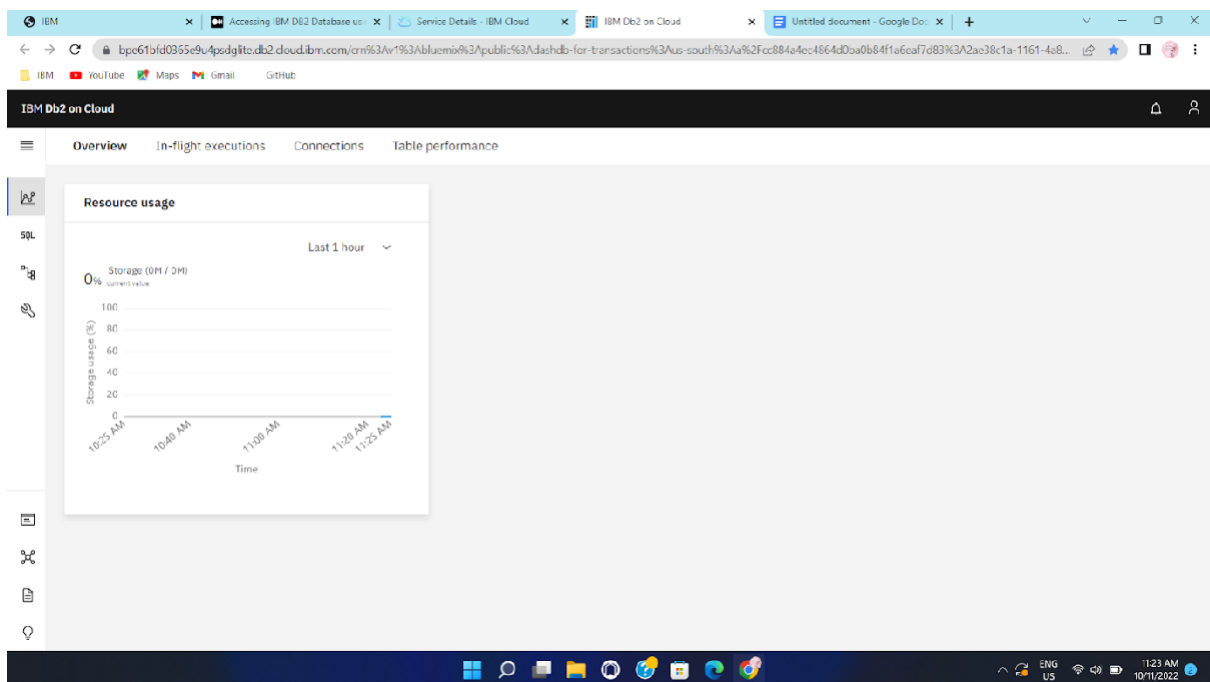 IBM
Accessing IBM DB2 Database usi
Service Details - IBM Cloud
IBM Db2 on Cloud
Untitled document - Google Doc
IBM
YouTube
Maps
Gmail
GitHub
IBM Db2 on Cloud
Overview In-flight executions Connections Table performance
Resource usage
SQL
Last 1 hour
0% Storage (0M / 0M)
current value
100
80
60
40
20
0
Storage usage (%)
10:25 AM 10:40 AM 11:00 AM 11:20 AM 11:25 AM
Time
ENG
US
11:23 AM
10/11/2022